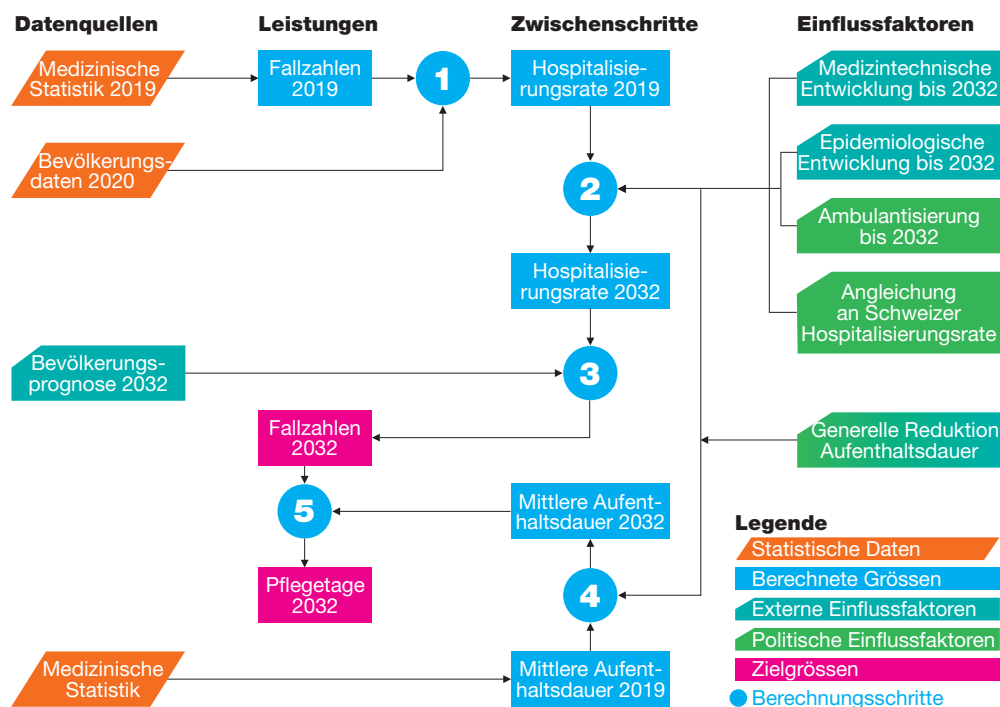 Datenquellen
Leistungen
Zwischenschritte
Einflussfaktoren
Medizinische
Statistik 2019
Fallzahlen
2019
1
Hospitalisie-
rungsrate 2019
Medizintechnische
Entwicklung bis 2032
Bevölkerungs-
daten 2020
2
Epidemiologische
Entwicklung bis 2032
Ambulantisierung
bis 2032
Hospitalisie-
rungsrate 2032
Angleichung
an Schweizer
Hospitalisierungsrate
Bevölkerungs-
prognose 2032
3
Fallzahlen
2032
Generelle Reduktion
Aufenthaltsdauer
5
Mittlere Aufent-
haltsdauer 2032
Pflegetage
2032
4
Medizinische
Statistik
Mittlere Aufent-
haltsdauer 2019
Legende
Statistische Daten
Berechnete Grössen
Externe Einflussfaktoren
Politische Einflussfaktoren
Zielgrössen
Berechnungsschritte